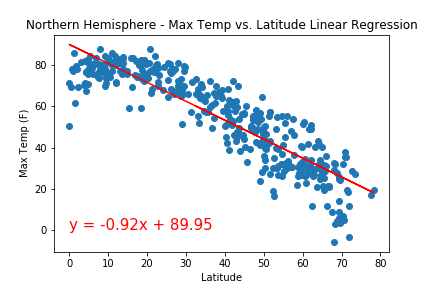 Northern Hemisphere - Max Temp vs. Latitude Linear Regression
Max Temp (F)
80
60
40
20
0
y = -0.92x + 89.95
0 10 20 30 40 50 60 70 80
Latitude